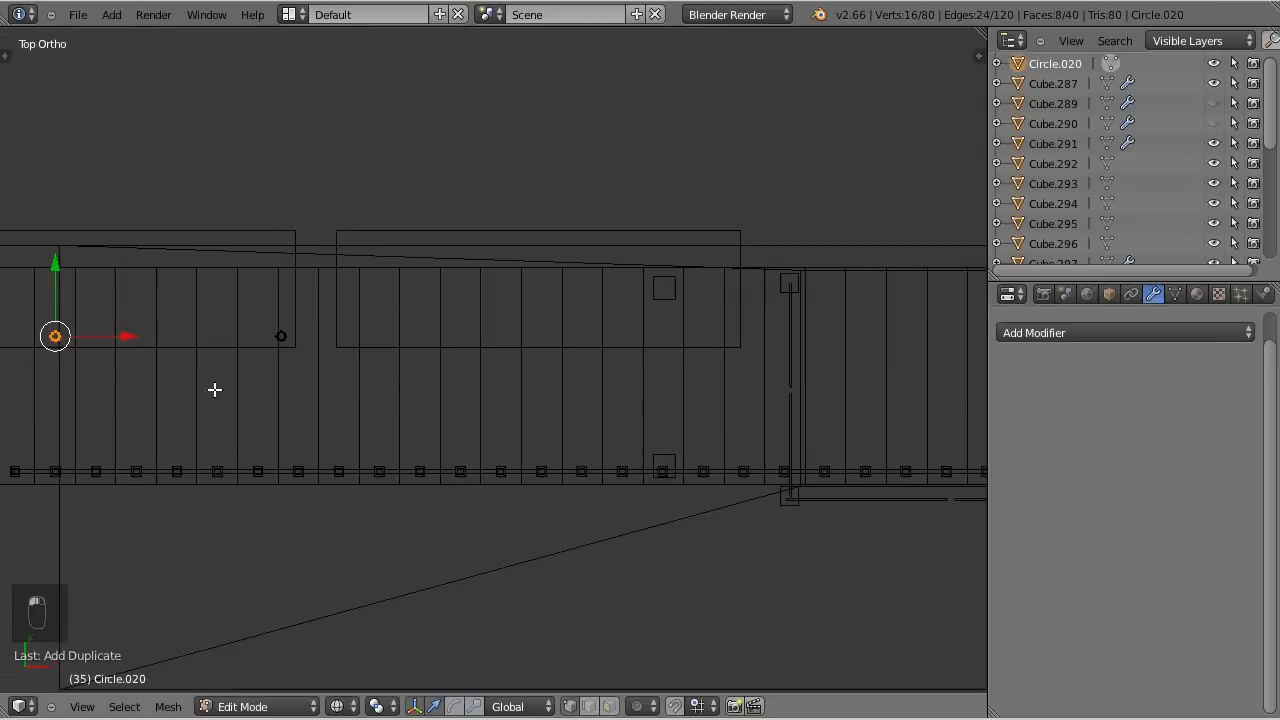 File Add Render Window Help Default Scene Blender Render v2.66 | Verts:16/80 | Edges:24/120 | Faces:8/40 | Tris:80 | Circle.020
Top Ortho
View Search Visible Layers
Circle.020
Cube.287
Cube.289
Cube.290
Cube.291
Cube.292
Cube.293
Cube.294
Cube.295
Cube.296
Cube.297
Add Modifier
y
Last: Add Duplicate
(35) Circle.020
View Select Mesh Edit Mode Global